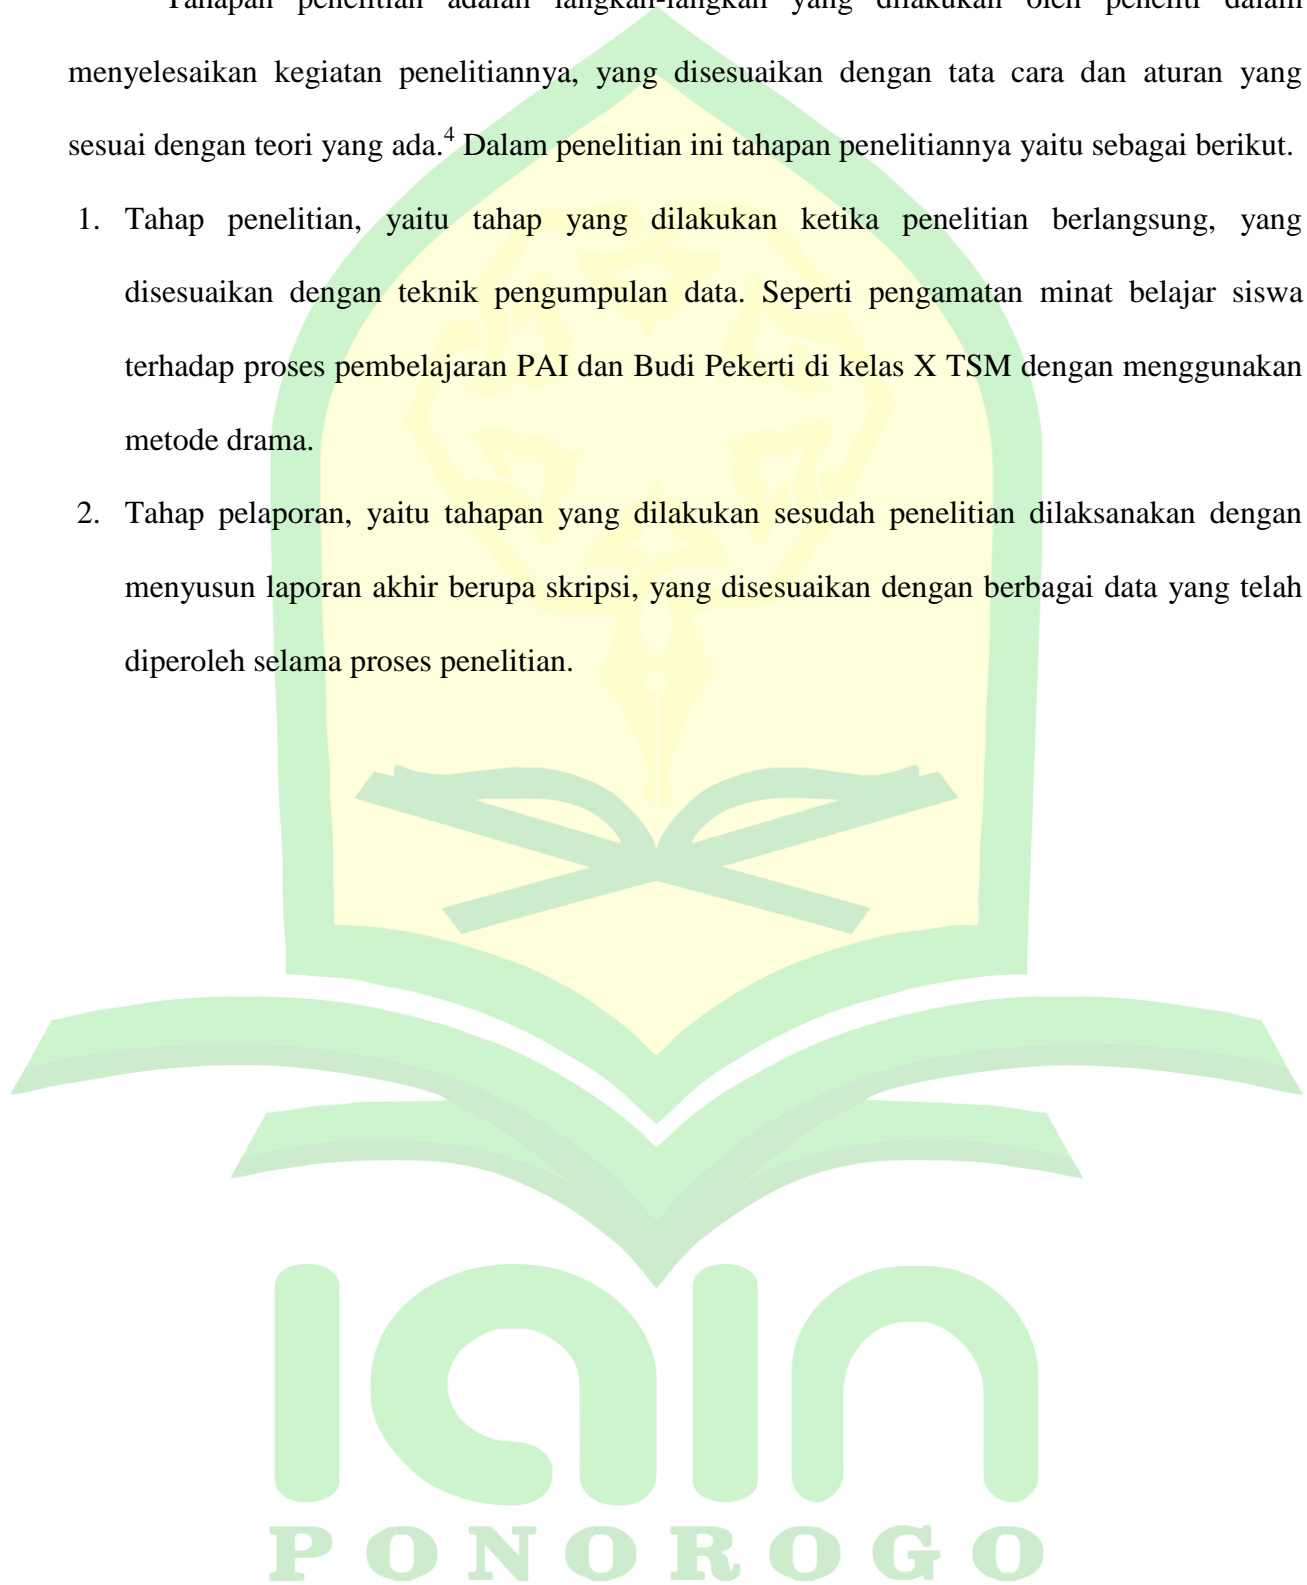 Tahapan penelitian adalah langkah-langkah yang dilakukan oleh peneliti dalam
menyelesaikan kegiatan penelitiannya, yang disesuaikan dengan tata cara dan aturan yang
sesuai dengan teori yang ada.⁴ Dalam penelitian ini tahapan penelitiannya yaitu sebagai berikut.
1. Tahap penelitian, yaitu tahap yang dilakukan ketika penelitian berlangsung, yang
disesuaikan dengan teknik pengumpulan data. Seperti pengamatan minat belajar siswa
terhadap proses pembelajaran PAI dan Budi Pekerti di kelas X TSM dengan menggunakan
metode drama.
2. Tahap pelaporan, yaitu tahapan yang dilakukan sesudah penelitian dilaksanakan dengan
menyusun laporan akhir berupa skripsi, yang disesuaikan dengan berbagai data yang telah
diperoleh selama proses penelitian.
iain
PONOROGO